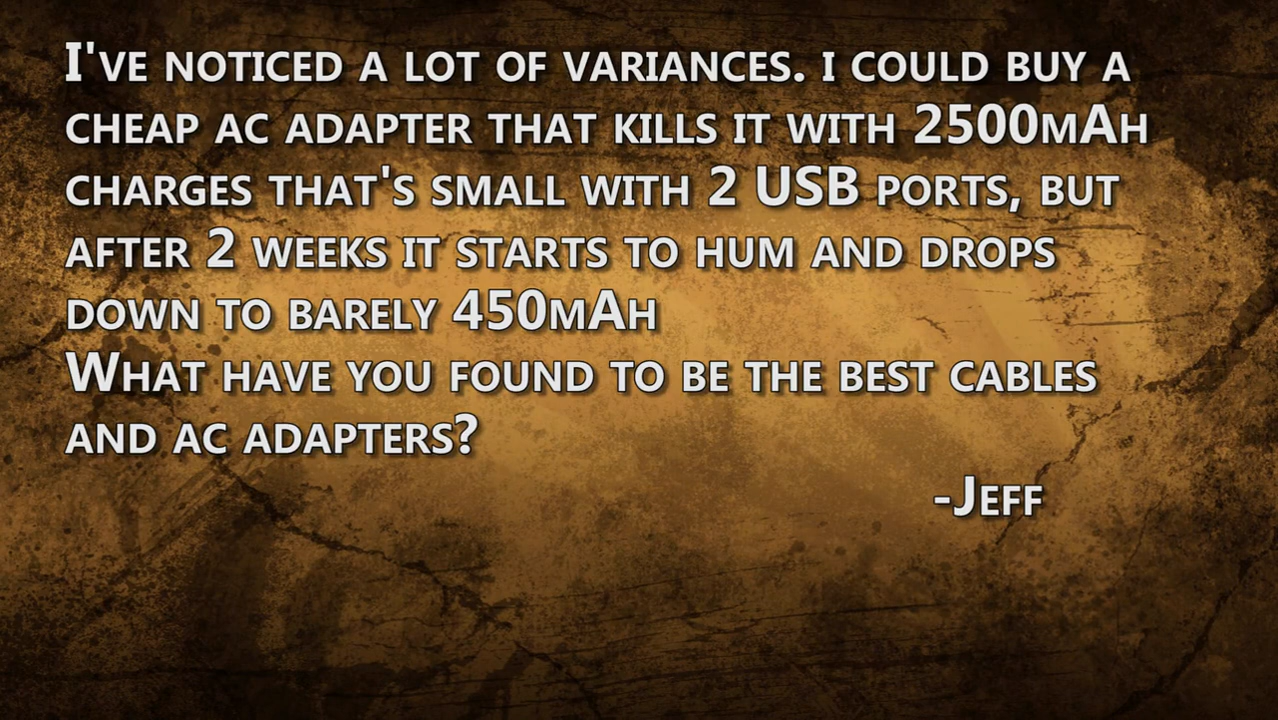 I've noticed a lot of variances. I could buy a
cheap AC adapter that kills it with 2500mAh
charges that's small with 2 USB ports, but
after 2 weeks it starts to hum and drops
down to barely 450mAh
What have you found to be the best cables
and AC adapters?
-Jeff